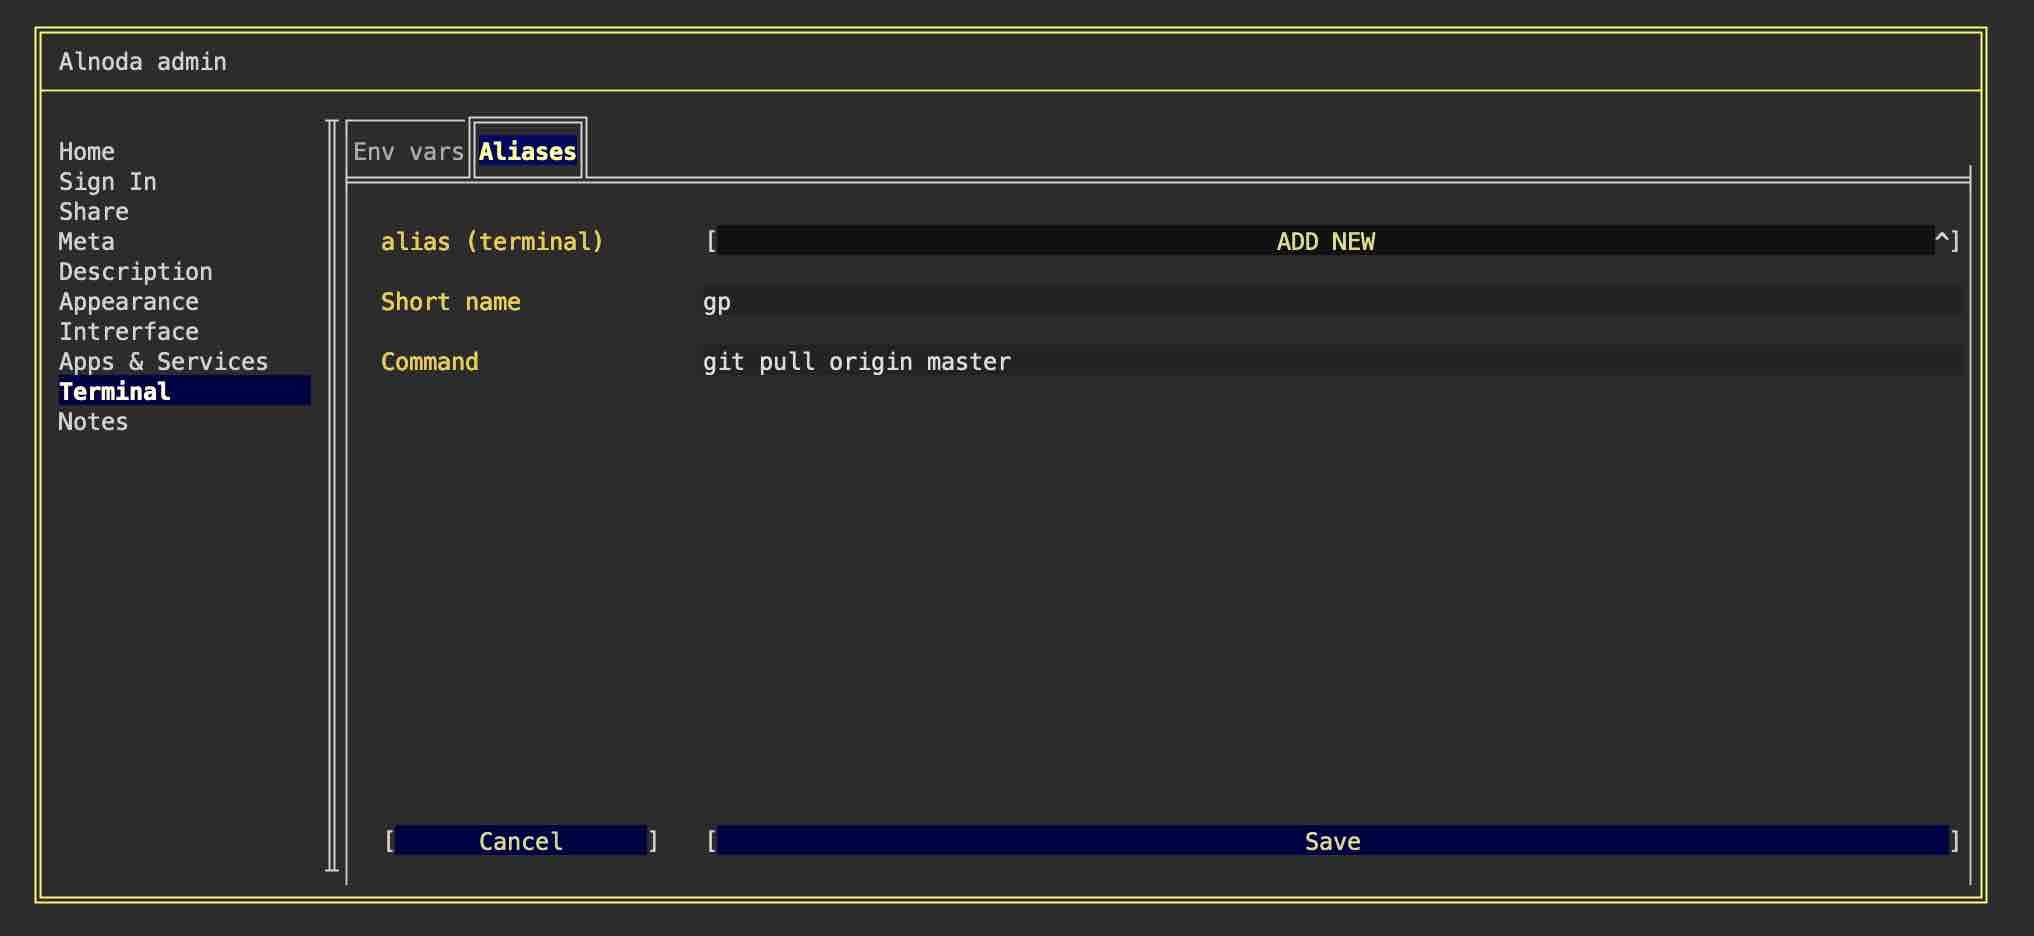 Alnoda admin
Home
Sign In
Share
Meta
Description
Appearance
Intrerface
Apps & Services
Terminal
Notes
Env vars Aliases
alias (terminal) [ ADD NEW ^]
Short name gp
Command git pull origin master
[ Cancel ] [ Save ]